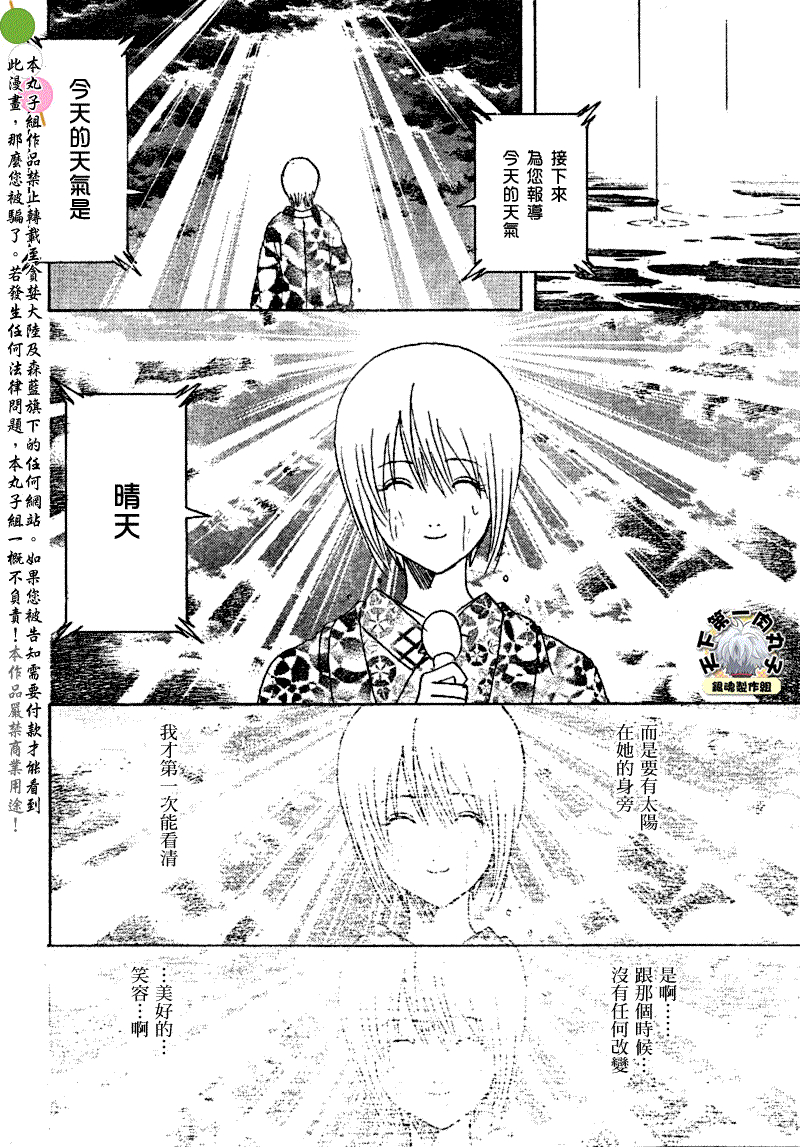 接下來
為您報導
今天的天氣
今天的天氣是
晴天
而是要有太陽
在她的身旁
我才第一次能看清
是啊……
跟那個時候…
沒有任何改變
…美好的…
笑容…啊
本丸子組作品禁止轉載至貪婪大陸及森藍旗下的任何網站。如果您被告知需要付款才能看到
此漫畫，那麼您被騙了。若發生任何法律問題，本丸子組一概不負責！本作品嚴禁商業用途！
天下第一肉丸子
銀魂製作組